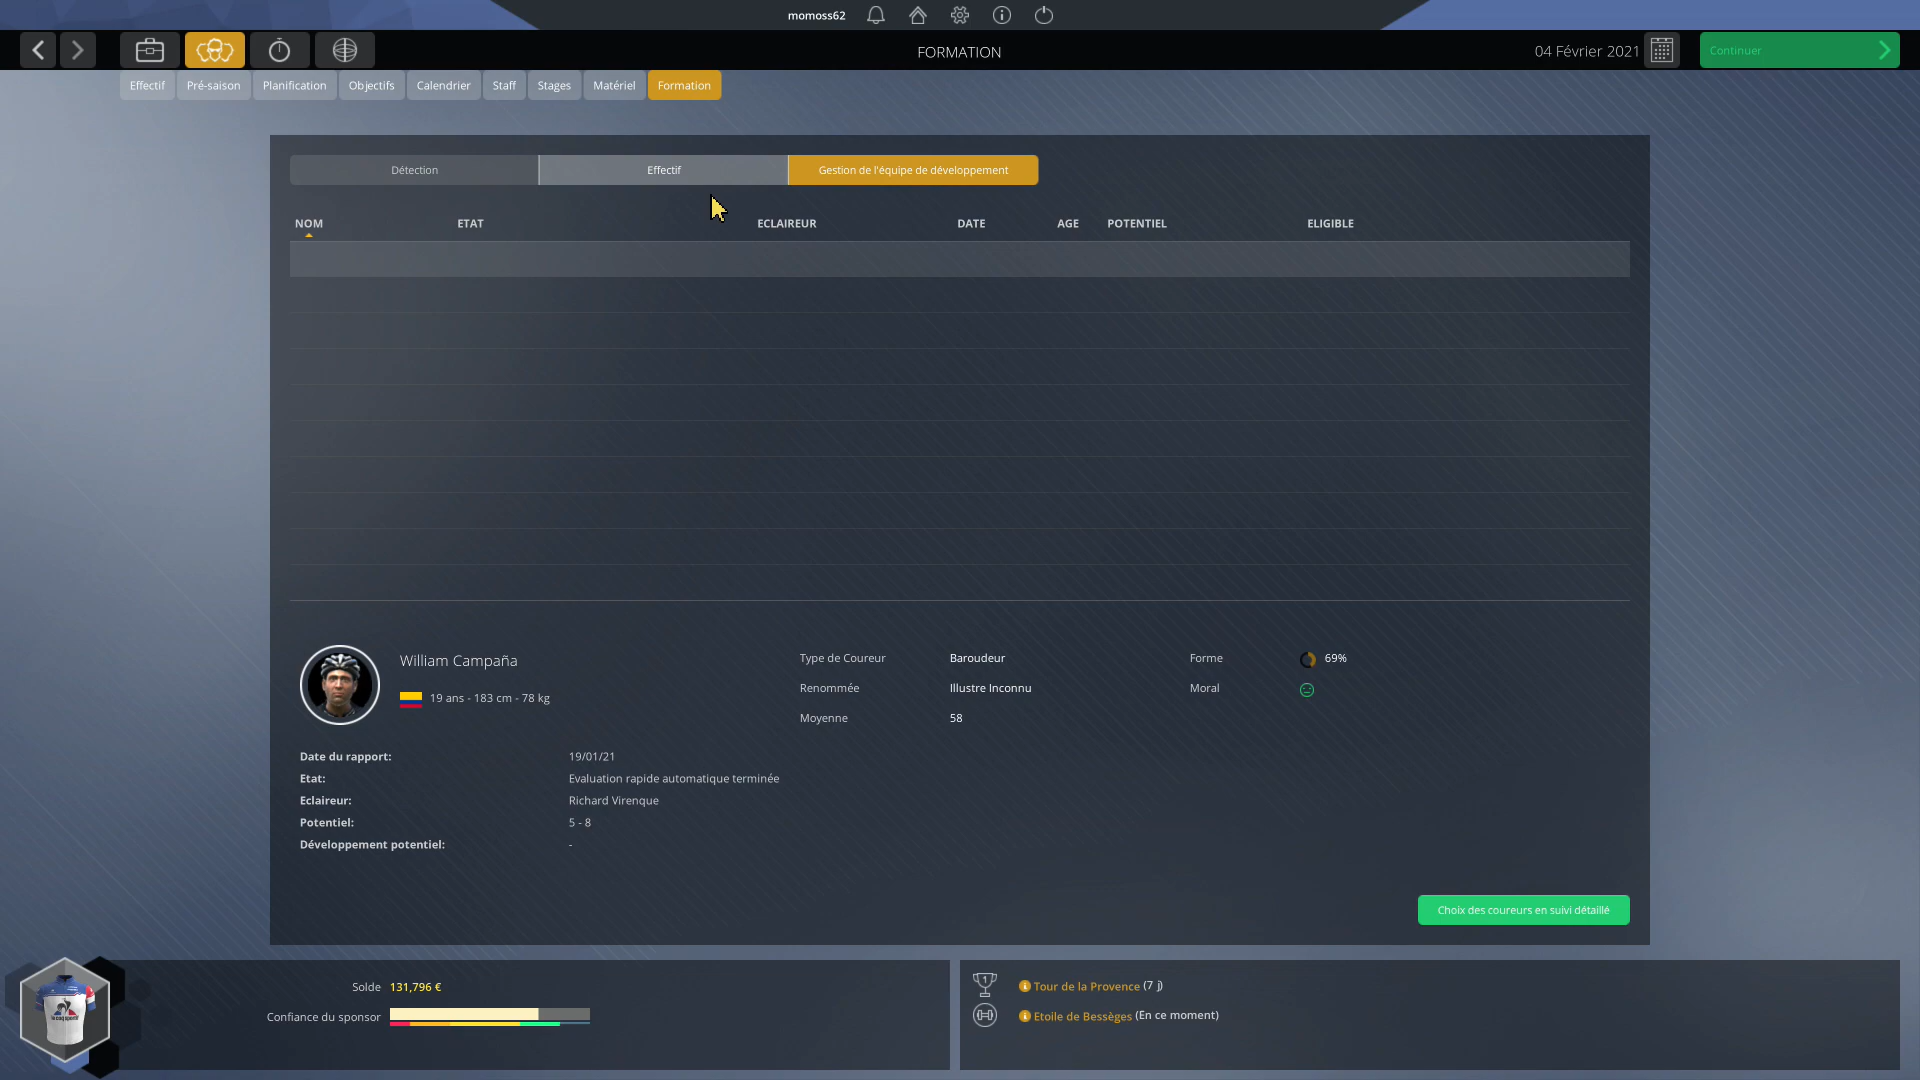 momoss62
FORMATION
04 Février 2021
Continuer
Effectif Pré-saison Planification Objectifs Calendrier Staff Stages Matériel Formation
Détection Effectif Gestion de l'équipe de développement
NOM ETAT ECLAIREUR DATE AGE POTENTIEL ELIGIBLE
William Campaña
19 ans - 183 cm - 78 kg
Type de Coureur Baroudeur
Renommée Illustre Inconnu
Moyenne 58
Forme 69%
Moral
Date du rapport: 19/01/21
Etat: Evaluation rapide automatique terminée
Eclaireur: Richard Virenque
Potentiel: 5 - 8
Développement potentiel: -
Choix des coureurs en suivi détaillé
Solde 131,796 €
Confiance du sponsor
1
Tour de la Provence (7 j)
Etoile de Bessèges (En ce moment)
le coq sportif